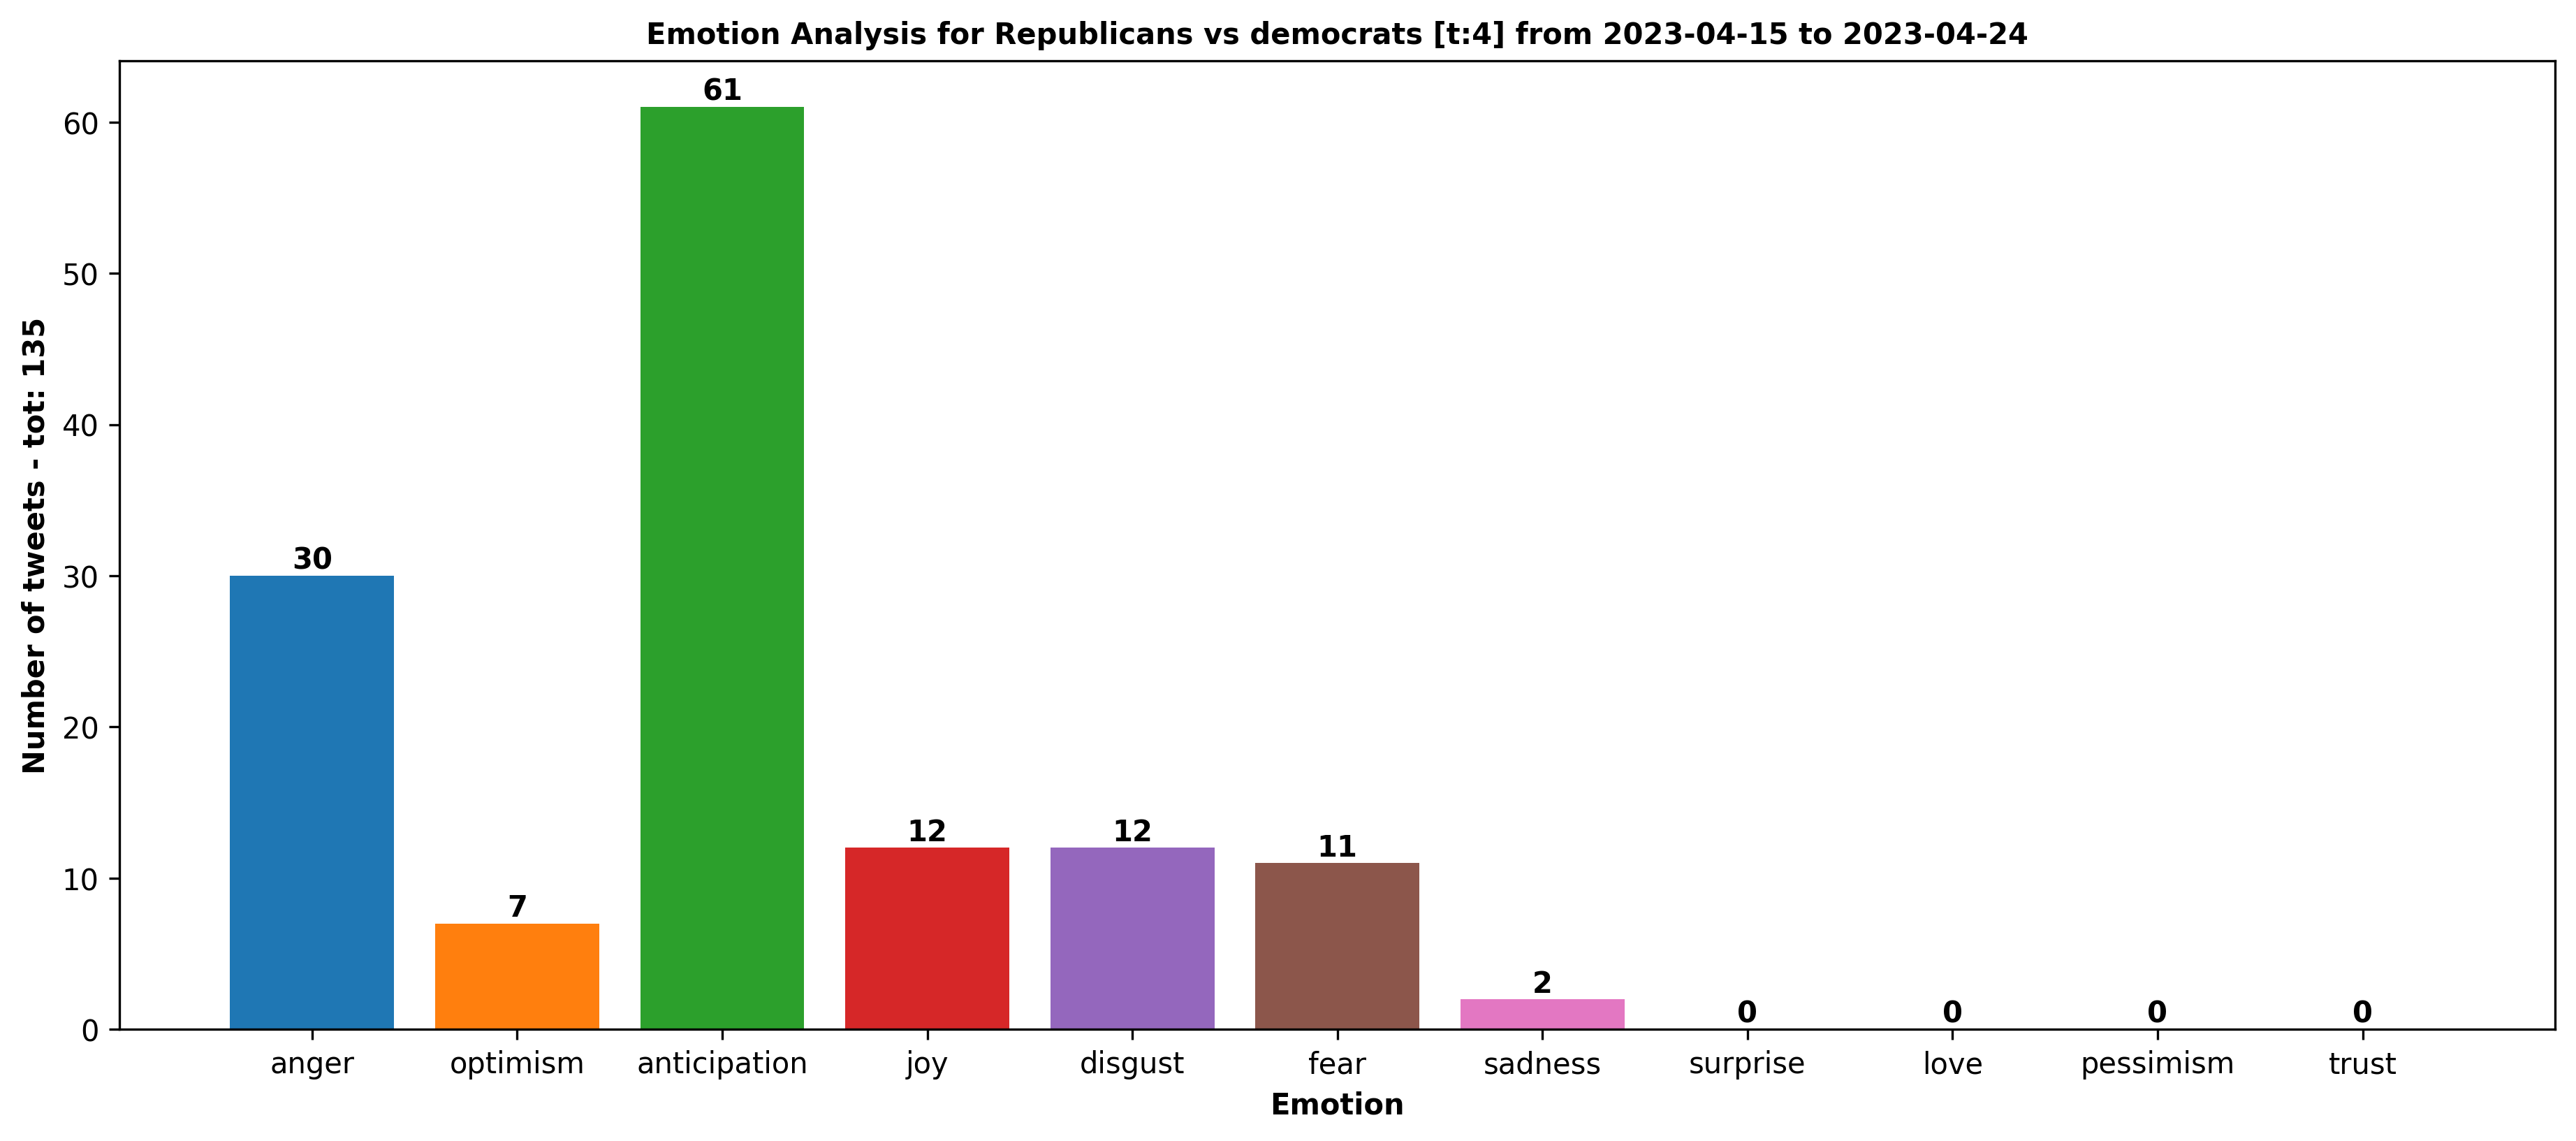 Emotion Analysis for Republicans vs democrats [t:4] from 2023-04-15 to 2023-04-24
Number of tweets - tot: 135
60
50
40
30
20
10
0
30
7
61
12
12
11
2
0
0
0
0
anger
optimism
anticipation
joy
disgust
fear
sadness
surprise
love
pessimism
trust
Emotion